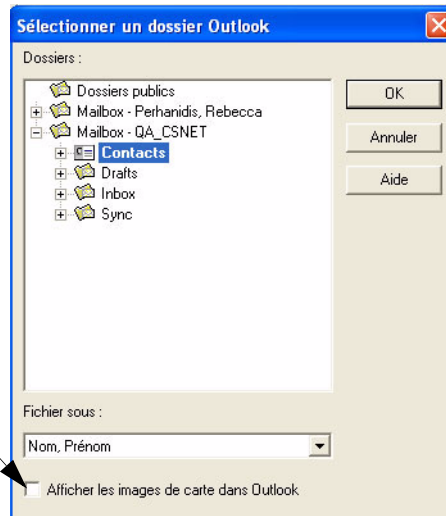 Sélectionner un dossier Outlook
Dossiers :
Dossiers publics
Mailbox - Perhanidis, Rebecca
Mailbox - QA_CSNET
Contacts
Drafts
Inbox
Sync
OK
Annuler
Aide
Fichier sous :
Nom, Prénom
Afficher les images de carte dans Outlook